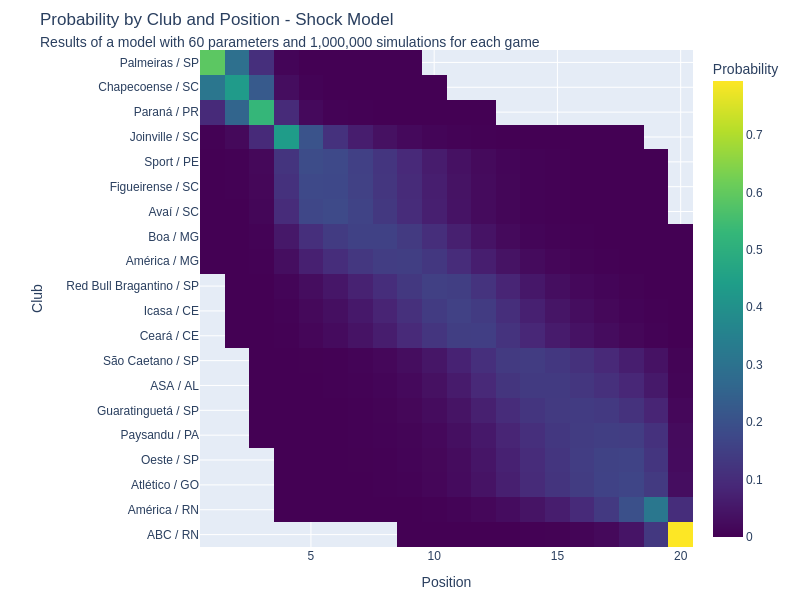 Probability by Club and Position - Shock Model
Results of a model with 60 parameters and 1,000,000 simulations for each game
Palmeiras / SP
Chapecoense / SC
Paraná / PR
Joinville / SC
Sport / PE
Figueirense / SC
Avaí / SC
Boa / MG
América / MG
Red Bull Bragantino / SP
Icasa / CE
Ceará / CE
São Caetano / SP
ASA / AL
Guaratinguetá / SP
Paysandu / PA
Oeste / SP
Atlético / GO
América / RN
ABC / RN
Club
5
10
15
20
Position
Probability
0.7
0.6
0.5
0.4
0.3
0.2
0.1
0